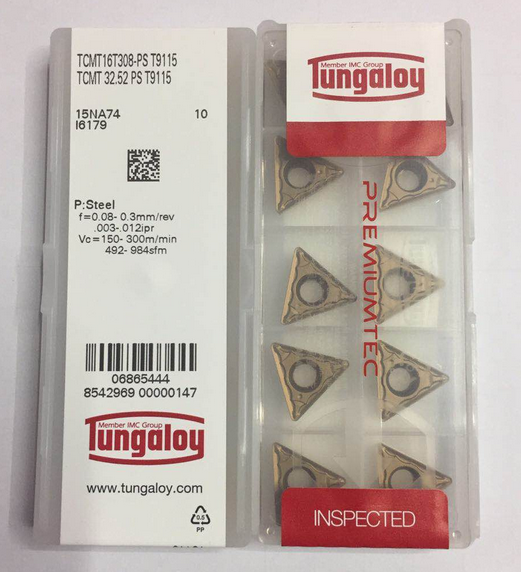 TCMT16T308-PS T9115
TCMT 32.52 PS T9115
15NA74 10
I6179
P:Steel
f=0.08- 0.3mm/rev
.003-.012ipr
Vc=150- 300m/min
492- 984sfm
06865444
8542969 00000147
Member IMC Group
Tungaloy
www.tungaloy.com
0.5
PP
Member IMC Group
Tungaloy
PREMIUMTEC
INSPECTED